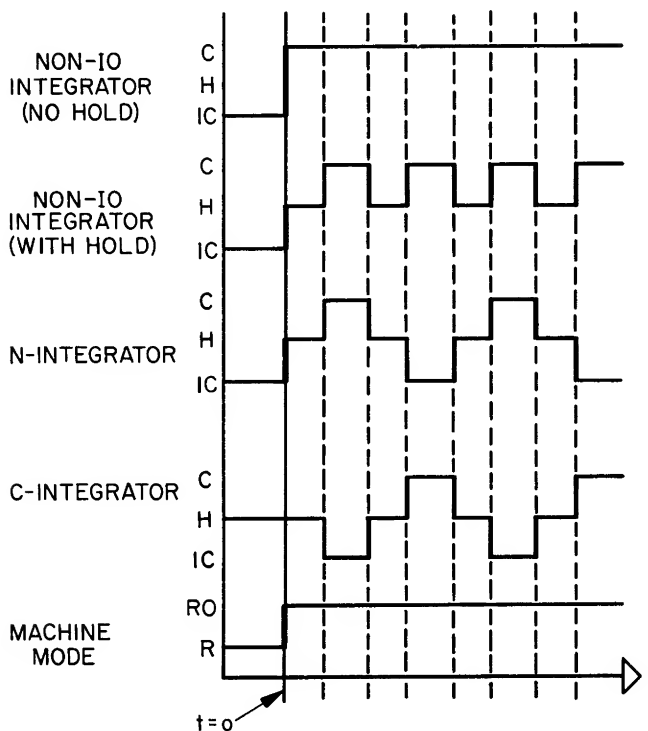 NON-IO
INTEGRATOR
(NO HOLD)
C
H
IC
NON-IO
INTEGRATOR
(WITH HOLD)
C
H
IC
N-INTEGRATOR
C
H
IC
C-INTEGRATOR
C
H
IC
MACHINE
MODE
RO
R
t=o